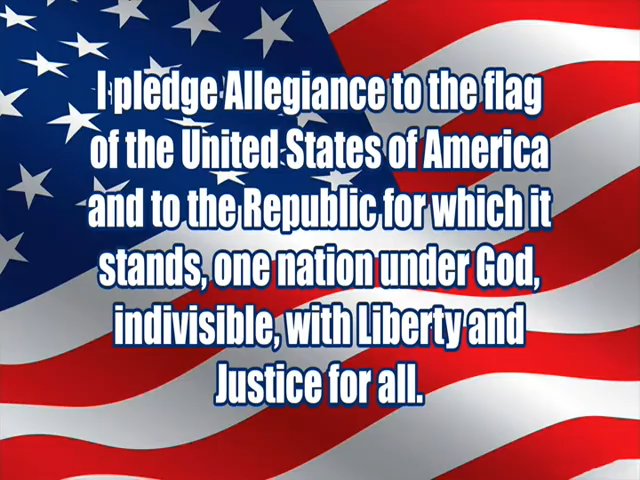 I pledge Allegiance to the flag
of the United States of America
and to the Republic for which it
stands, one nation under God,
indivisible, with Liberty and
Justice for all.